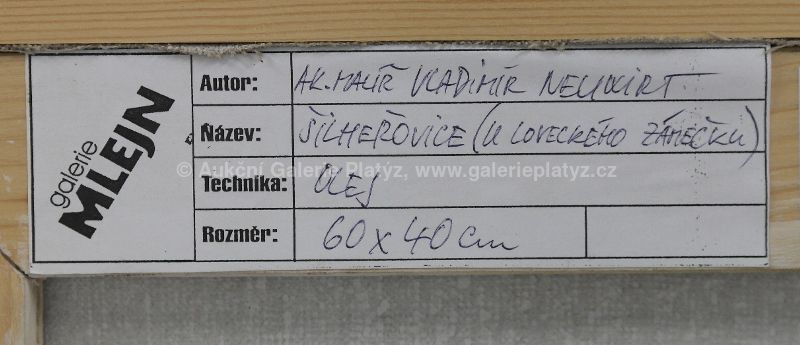 galerie
MLEJN
Autor: AK. MALÍŘ VLADIMÍR NEUWIRT
Název: ŠILHEŘOVICE (U LOVECKÉHO ZÁMEČKU)
© Aukční Galerie Platýz, www.galerieplatyz.cz
Technika: OLEJ
Rozměr: 60 x 40 cm